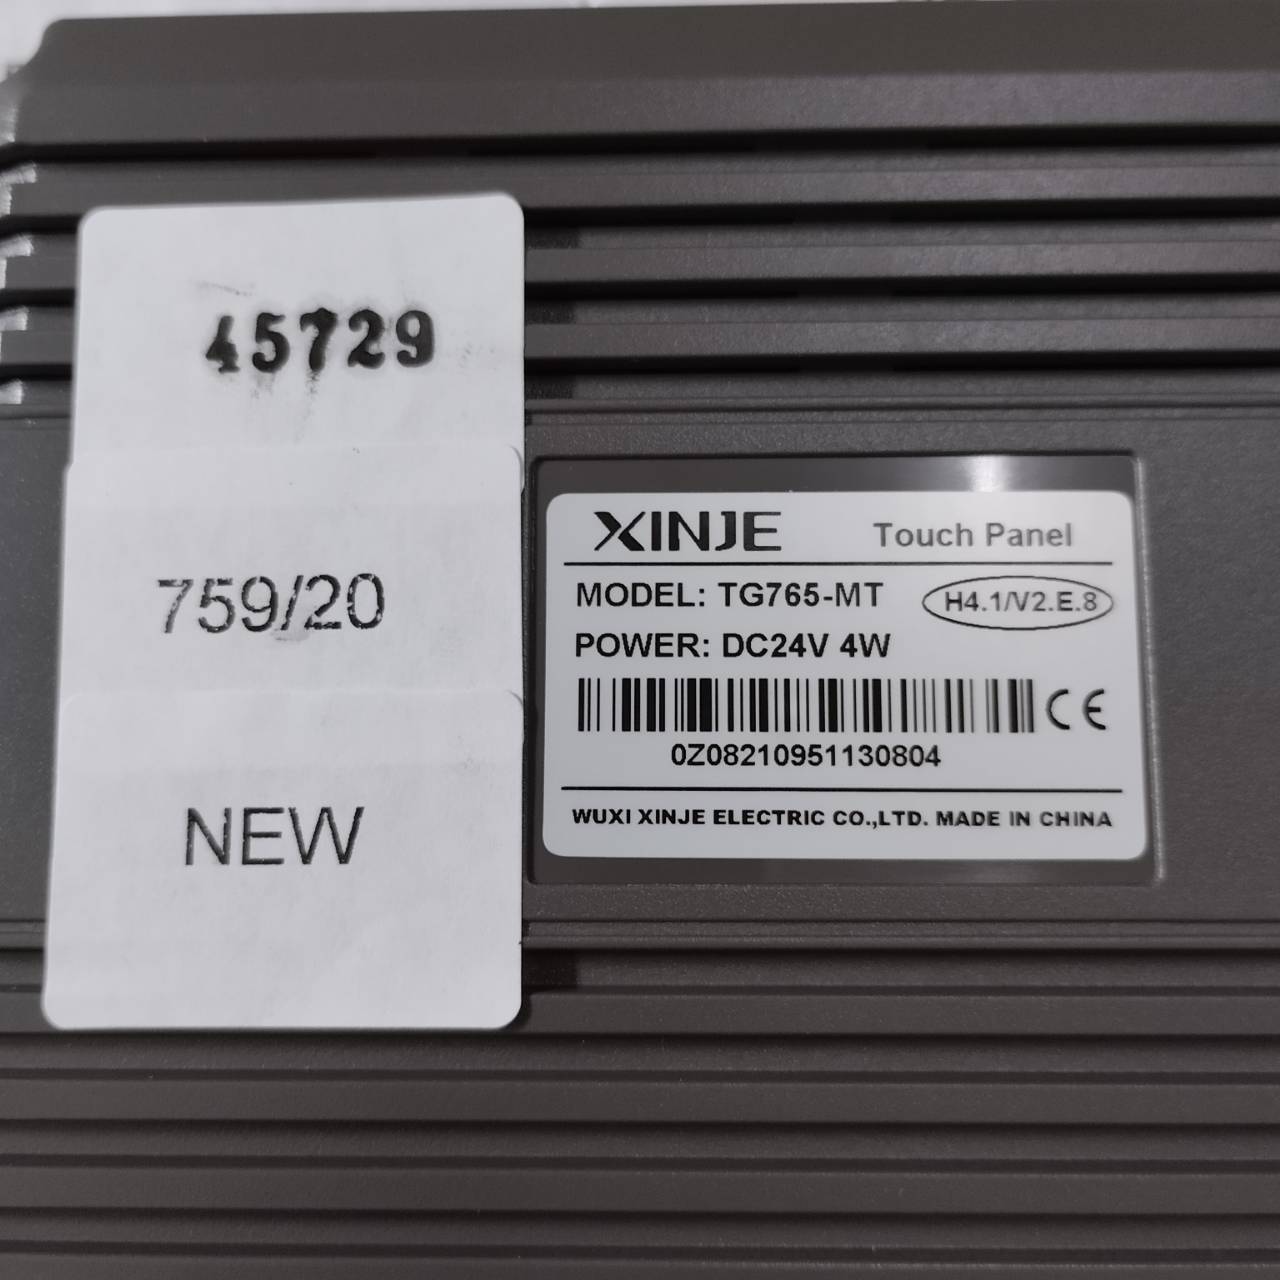 45729
759/20
NEW
XINJE Touch Panel
MODEL: TG765-MT H4.1/V2.E.8
POWER: DC24V 4W
CE
0Z08210951130804
WUXI XINJE ELECTRIC CO.,LTD. MADE IN CHINA